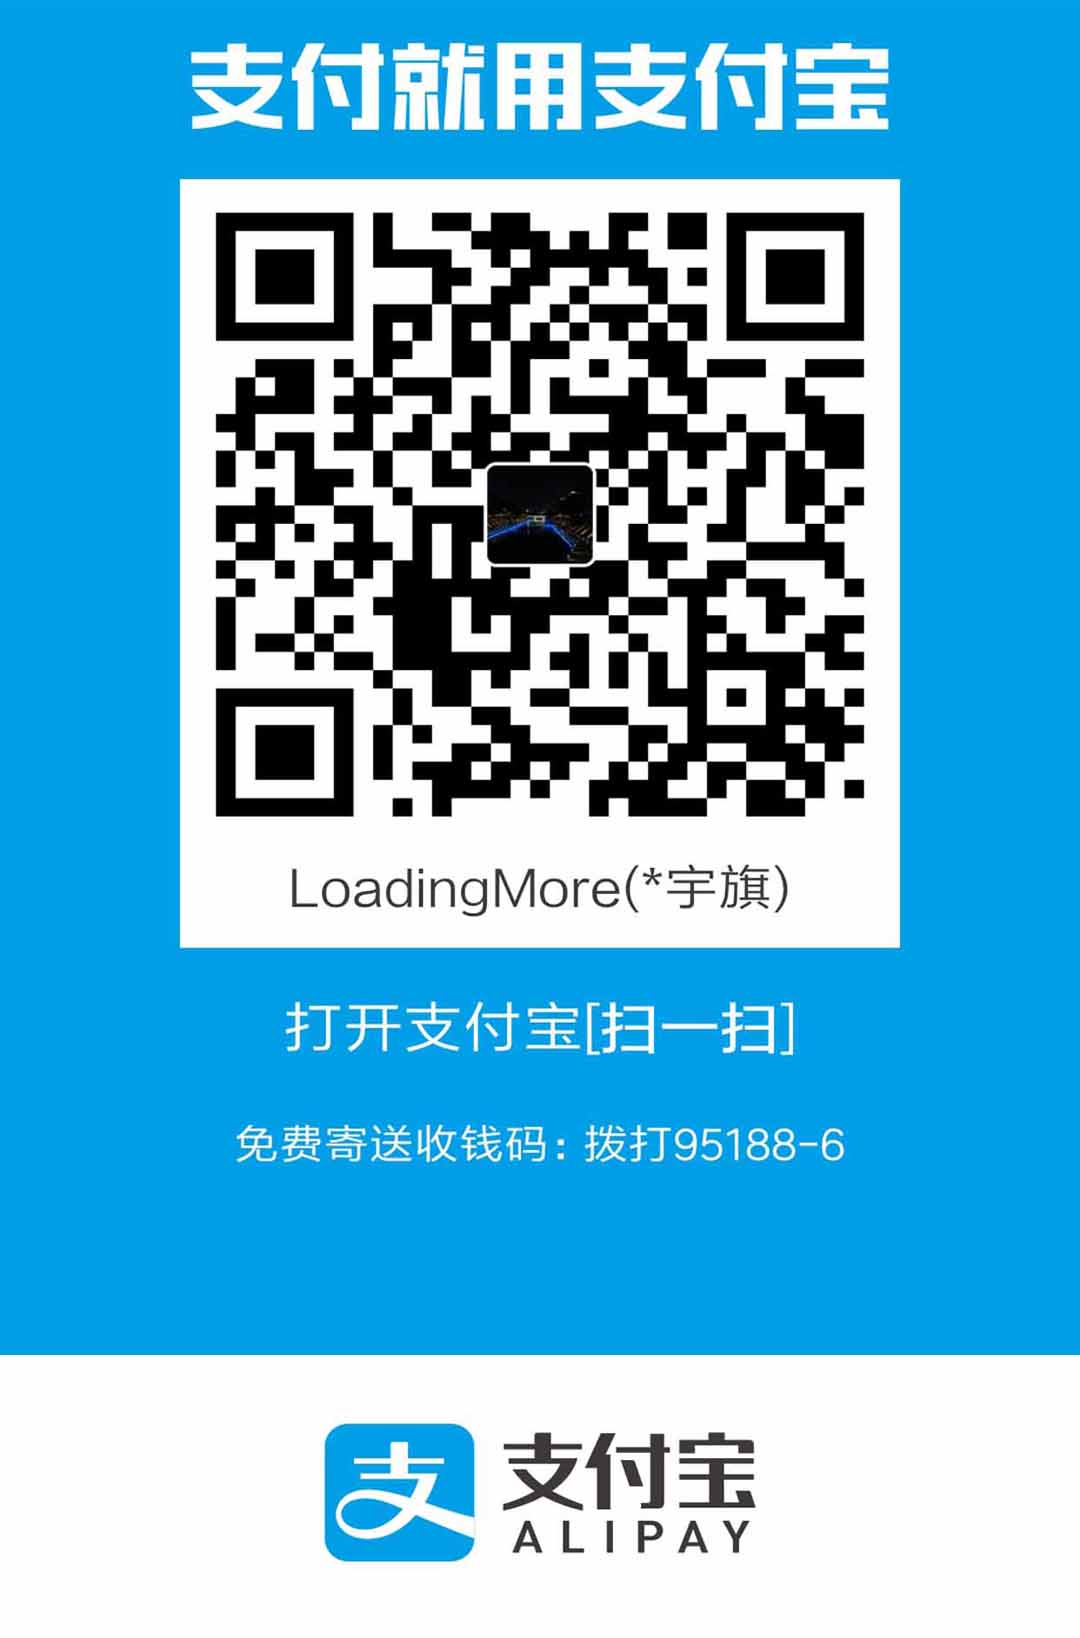 支付就用支付宝
LoadingMore(*宇旗)
打开支付宝[扫一扫]
免费寄送收钱码：拨打95188-6
支 支付宝
ALIPAY